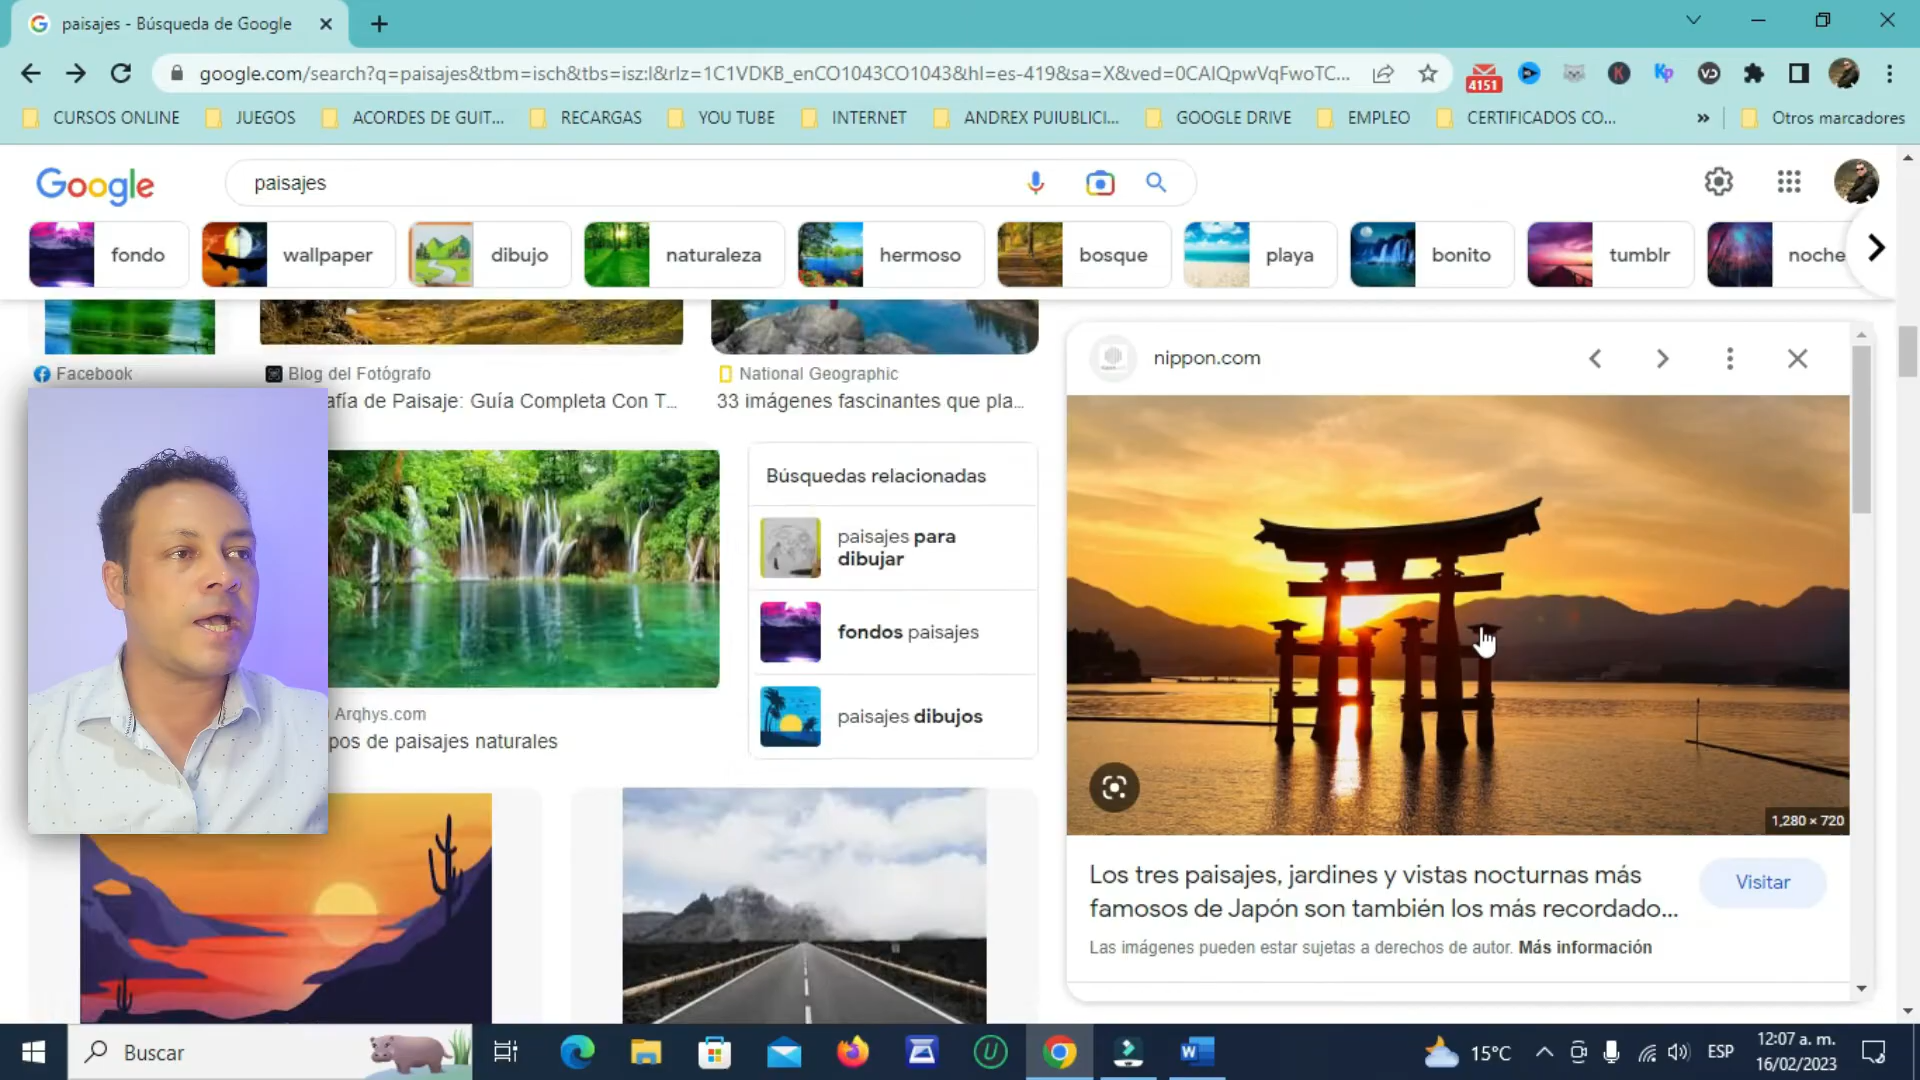 paisajes - Búsqueda de Google
google.com/search?q=paisajes&tbm=isch&tbs=isz:l&rlz=1C1VDKB_enCO1043CO1043&hl=es-419&sa=X&ved=0CAIQpwVqFwoTC...
4151
CURSOS ONLINE
JUEGOS
ACORDES DE GUIT...
RECARGAS
YOU TUBE
INTERNET
ANDREX PUIUBLICI...
GOOGLE DRIVE
EMPLEO
CERTIFICADOS CO...
»
Otros marcadores
Google
paisajes
fondo
wallpaper
dibujo
naturaleza
hermoso
bosque
playa
bonito
tumblr
noche
Facebook
Blog del Fotógrafo
afía de Paisaje: Guía Completa Con T...
National Geographic
33 imágenes fascinantes que pla...
Arqhys.com
pos de paisajes naturales
Búsquedas relacionadas
paisajes para
dibujar
fondos paisajes
paisajes dibujos
nippon.com
1,280 × 720
Los tres paisajes, jardines y vistas nocturnas más
famosos de Japón son también los más recordado...
Visitar
Las imágenes pueden estar sujetas a derechos de autor. Más información
Buscar
15°C
ESP
12:07 a. m.
16/02/2023